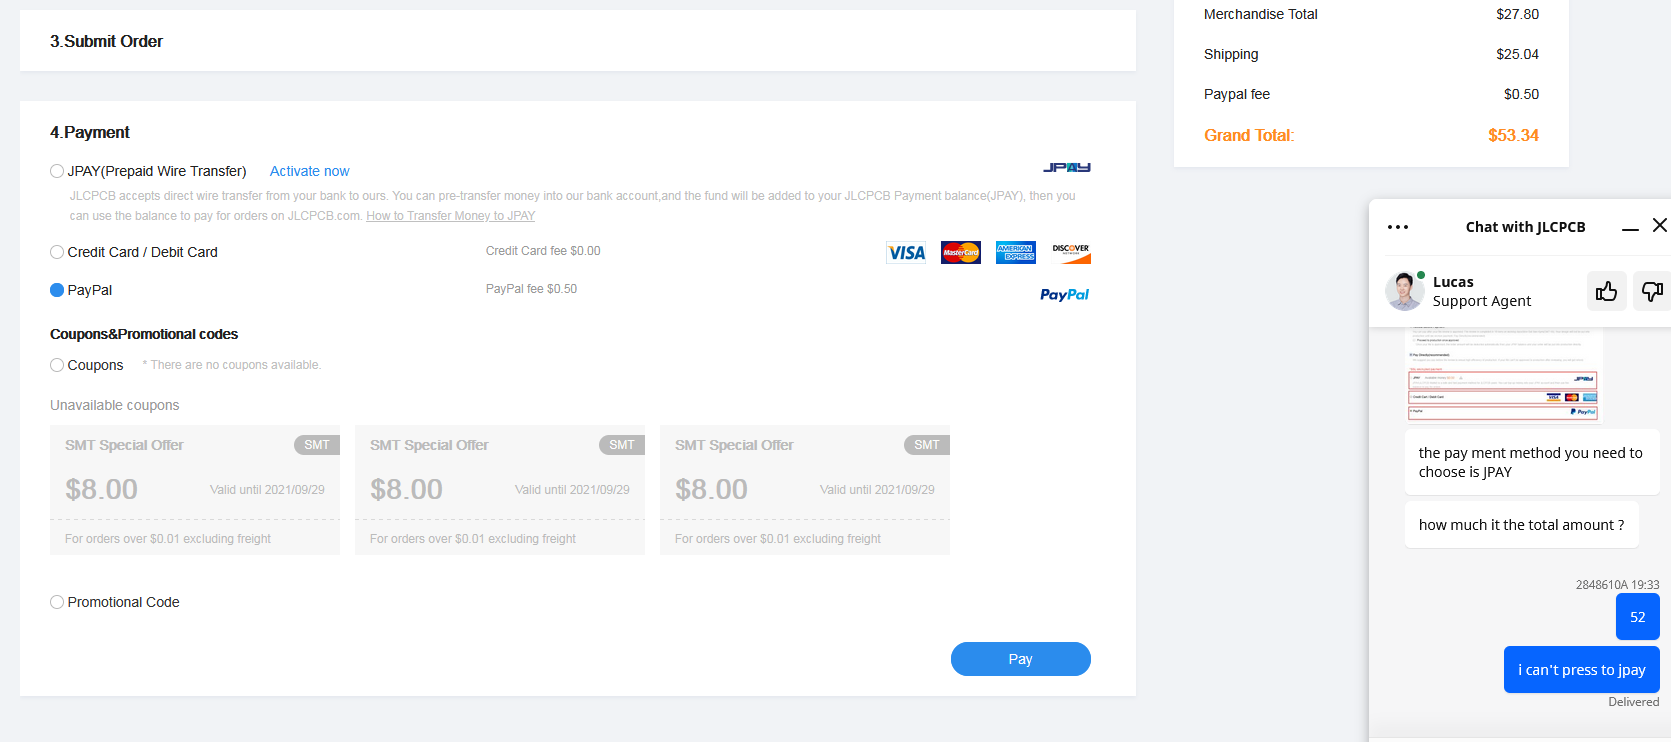 3.Submit Order
4.Payment
JPAY(Prepaid Wire Transfer) Activate now
JPAY
JLCPCB accepts direct wire transfer from your bank to ours. You can pre-transfer money into our bank account,and the fund will be added to your JLCPCB Payment balance(JPAY), then you
can use the balance to pay for orders on JLCPCB.com. How to Transfer Money to JPAY
Credit Card / Debit Card Credit Card fee $0.00
VISA MasterCard AMERICAN EXPRESS DISCOVER
PayPal PayPal fee $0.50
PayPal
Coupons&Promotional codes
Coupons * There are no coupons available.
Unavailable coupons
SMT Special Offer SMT
$8.00 Valid until 2021/09/29
For orders over $0.01 excluding freight
SMT Special Offer SMT
$8.00 Valid until 2021/09/29
For orders over $0.01 excluding freight
SMT Special Offer SMT
$8.00 Valid until 2021/09/29
For orders over $0.01 excluding freight
Promotional Code
Pay
Merchandise Total $27.80
Shipping $25.04
Paypal fee $0.50
Grand Total: $53.34
Chat with JLCPCB
Lucas
Support Agent
JPAY
Credit Card / Debit Card VISA
PayPal PayPal
the pay ment method you need to
choose is JPAY
how much it the total amount ?
2848610A 19:33
52
i can't press to jpay
Delivered